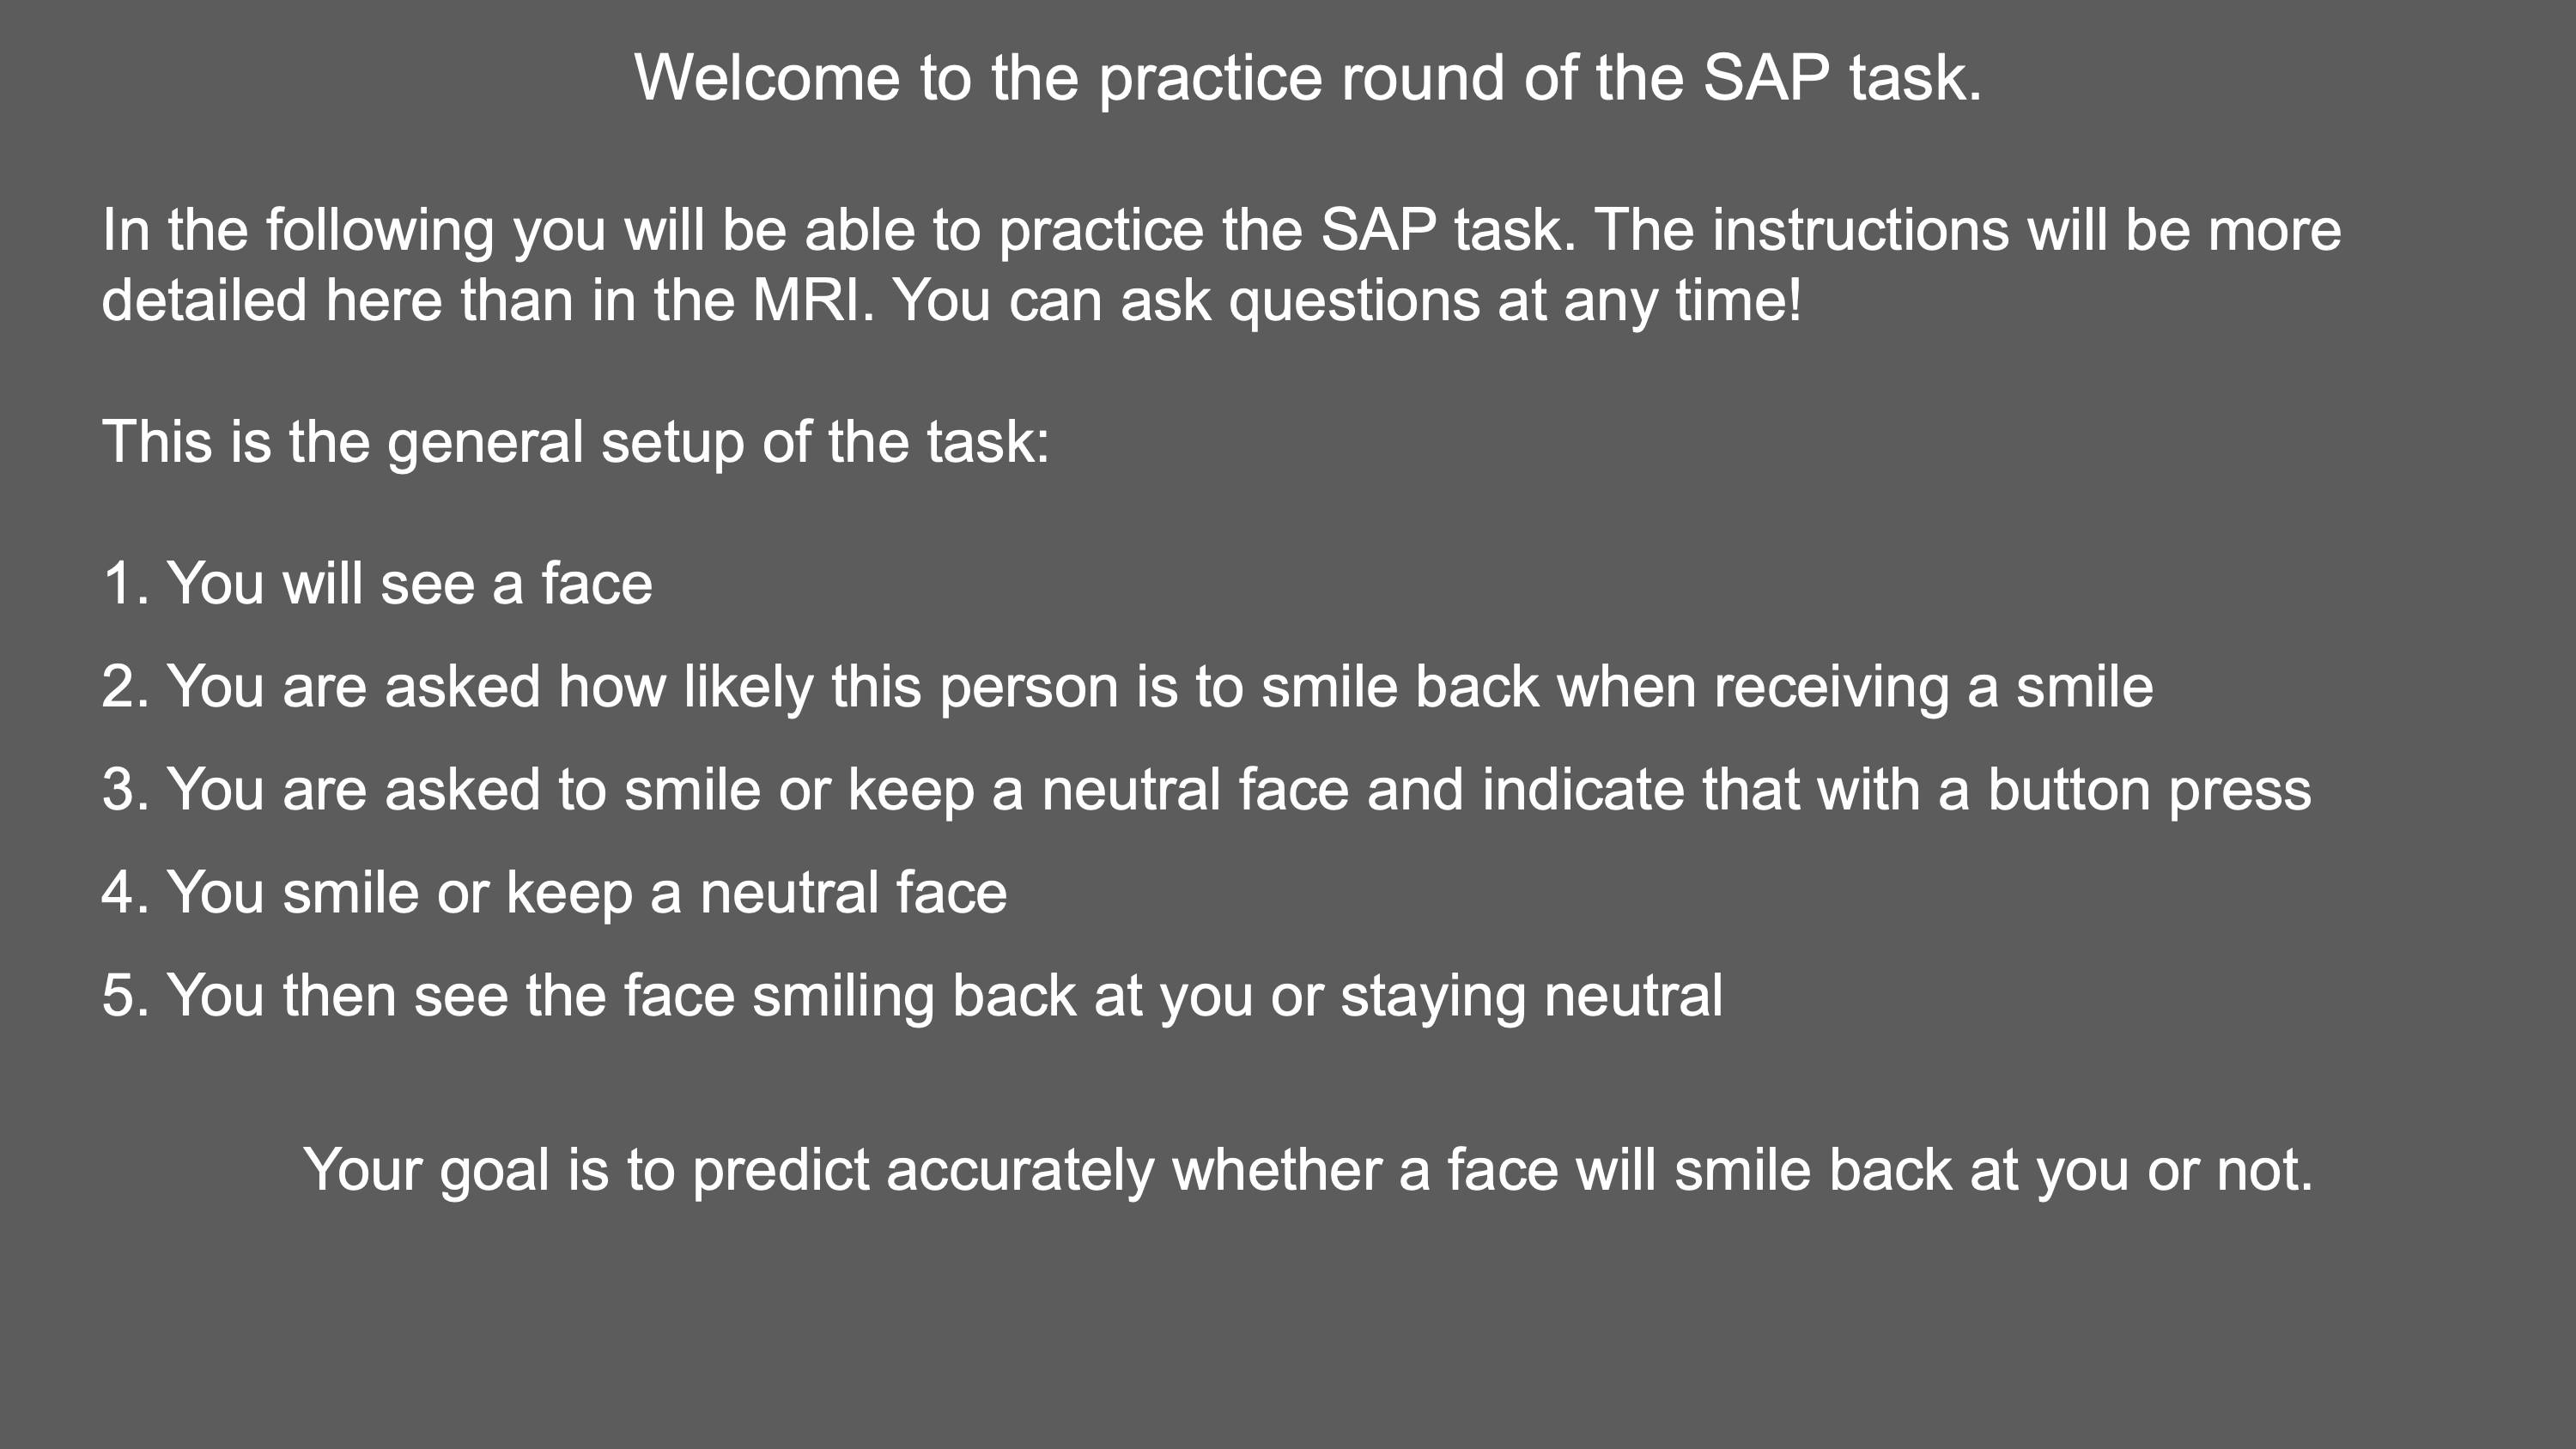 Welcome to the practice round of the SAP task.
In the following you will be able to practice the SAP task. The instructions will be more
detailed here than in the MRI. You can ask questions at any time!
This is the general setup of the task:
1. You will see a face
2. You are asked how likely this person is to smile back when receiving a smile
3. You are asked to smile or keep a neutral face and indicate that with a button press
4. You smile or keep a neutral face
5. You then see the face smiling back at you or staying neutral
Your goal is to predict accurately whether a face will smile back at you or not.